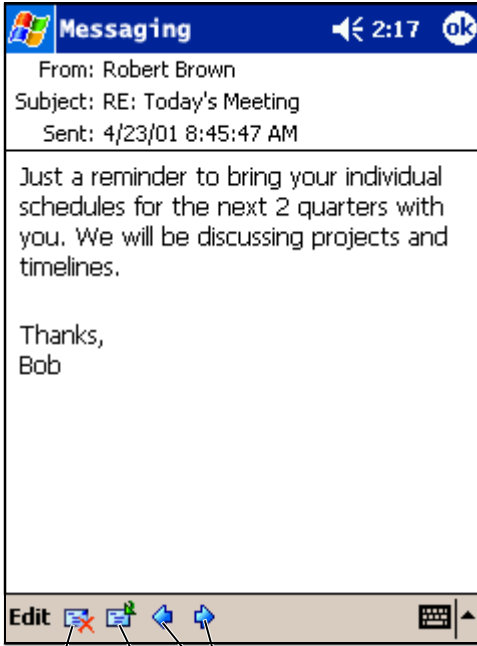 Messaging 2:17 ok
From: Robert Brown
Subject: RE: Today's Meeting
Sent: 4/23/01 8:45:47 AM
Just a reminder to bring your individual
schedules for the next 2 quarters with
you. We will be discussing projects and
timelines.
Thanks,
Bob
Edit